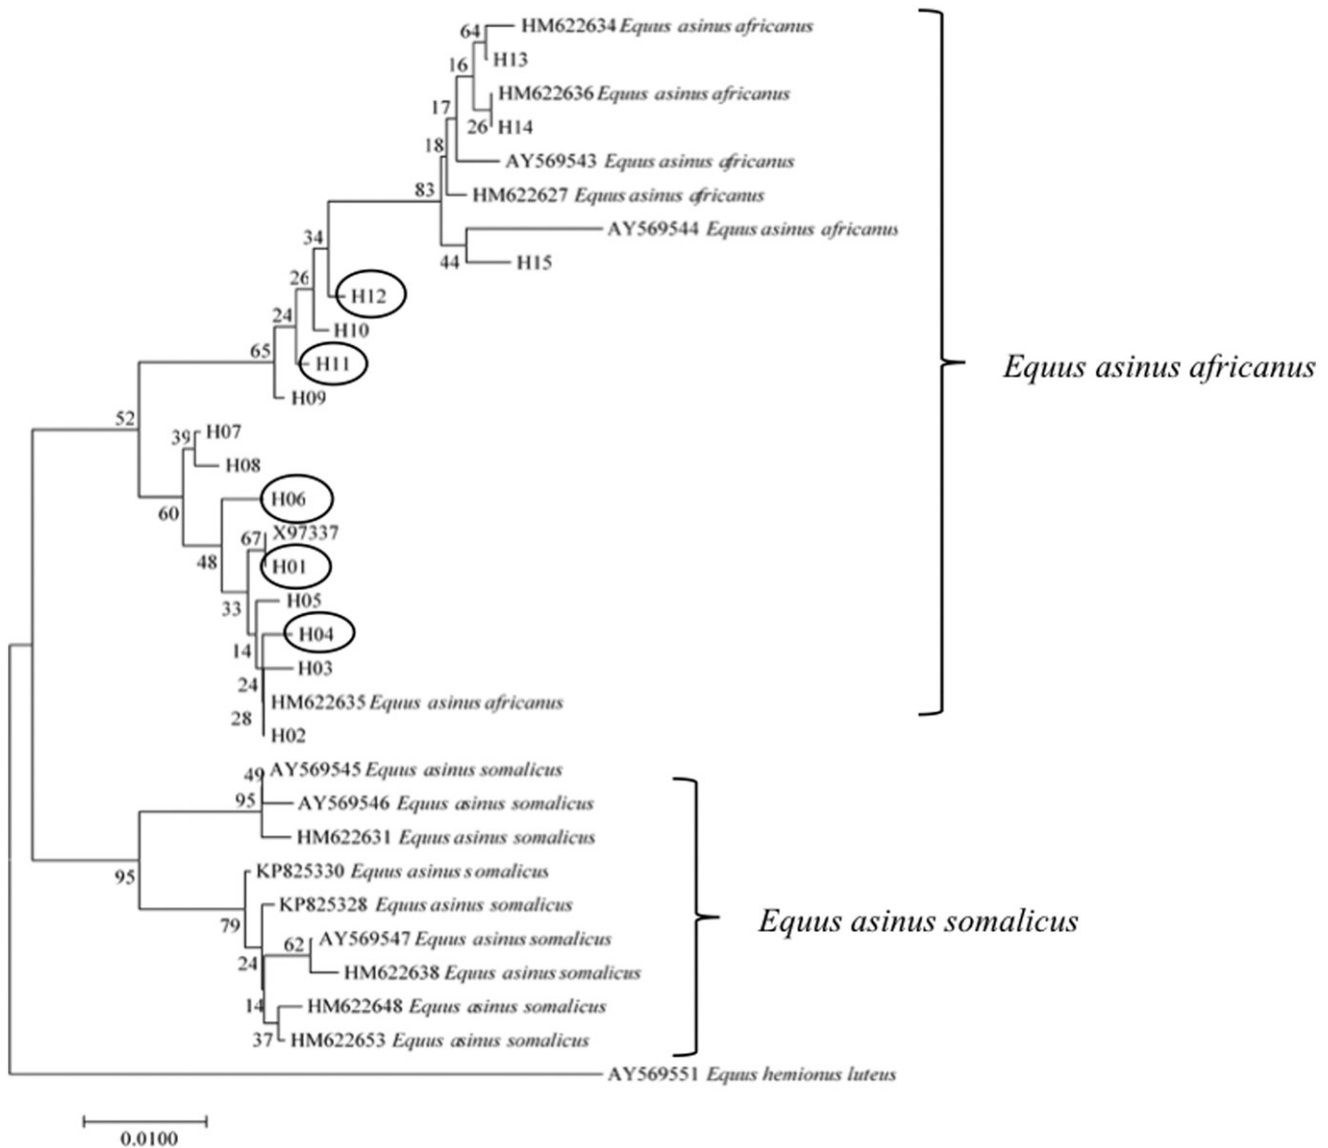 64 HM622634 Equus asinus africanus
H13
16
HM622636 Equus asinus africanus
17
26 H14
18
AY569543 Equus asinus africanus
83 HM622627 Equus asinus africanus
AY569544 Equus asinus africanus
34
44 H15
26
H12
24
H10
65
H11
Equus asinus africanus
H09
52
39 H07
H08
H06
60
67 X97337
48
H01
H05
33
H04
14
H03
24
HM622635 Equus asinus africanus
28
H02
49 AY569545 Equus asinus somalicus
95 AY569546 Equus asinus somalicus
HM622631 Equus asinus somalicus
95
KP825330 Equus asinus somalicus
KP825328 Equus asinus somalicus
79
Equus asinus somalicus
62 AY569547 Equus asinus somalicus
24
HM622638 Equus asinus somalicus
14 HM622648 Equus asinus somalicus
37 HM622653 Equus asinus somalicus
AY569551 Equus hemionus luteus
0.0100